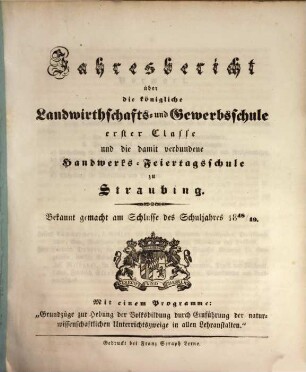 Jahresbericht
über
die königliche
Landwirthschafts- und Gewerbsschule
erster Classe
und die damit verbundene
Handwerks-Feiertagsschule
zu
Straubing.
Bekannt gemacht am Schlusse des Schuljahres 18⁴⁸/₄₉.
Mit einem Programme:
„Grundzüge zur Hebung der Volksbildung durch Einführung der natur-
wissenschaftlichen Unterrichtszweige in allen Lehranstalten.“
Gedruckt bei Franz Seraph Lerno.